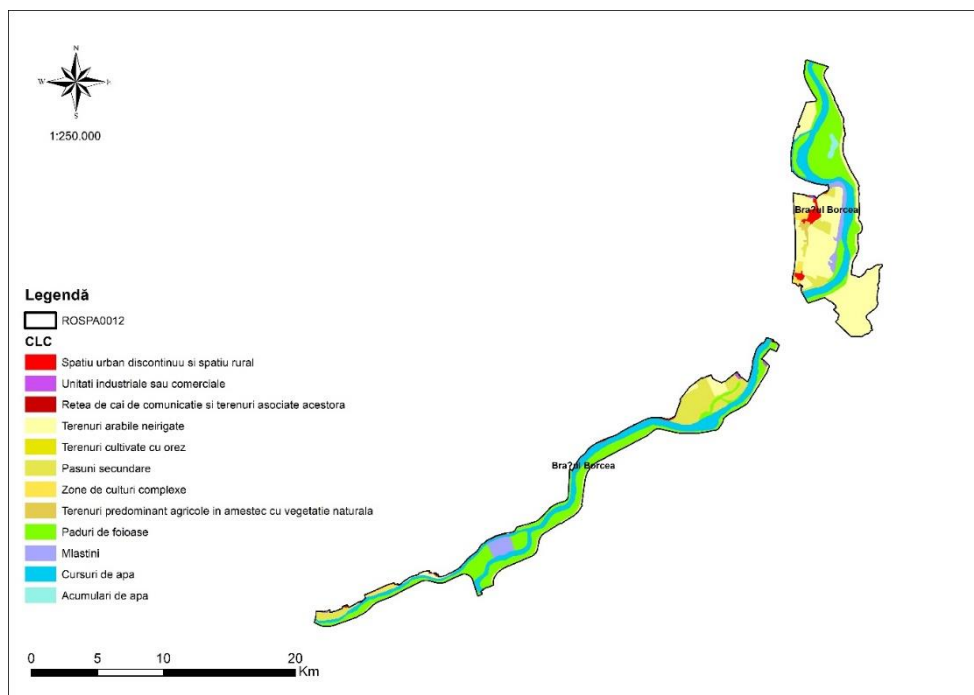 N
W
E
S
1:250.000
Bra?ul Borcea
Legendă
ROSPA0012
CLC
Spatiu urban discontinuu si spatiu rural
Unitati industriale sau comerciale
Retea de cai de comunicatie si terenuri asociate acestora
Terenuri arabile neirigate
Terenuri cultivate cu orez
Pasuni secundare
Zone de culturi complexe
Terenuri predominant agricole in amestec cu vegetatie naturala
Paduri de foioase
Mlastini
Cursuri de apa
Acumulari de apa
Bra?ul Borcea
0 5 10 20
Km